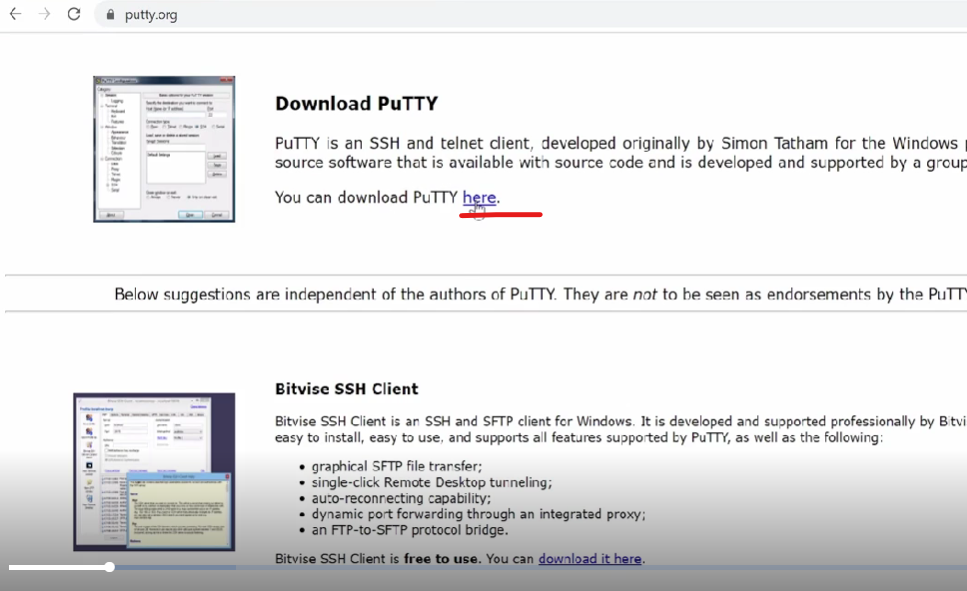 putty.org
Download PuTTY
PuTTY is an SSH and telnet client, developed originally by Simon Tatham for the Windows p
source software that is available with source code and is developed and supported by a group
You can download PuTTY here.
Below suggestions are independent of the authors of PuTTY. They are not to be seen as endorsements by the PuTTY
Bitvise SSH Client
Bitvise SSH Client is an SSH and SFTP client for Windows. It is developed and supported professionally by Bitvi
easy to install, easy to use, and supports all features supported by PuTTY, as well as the following:
• graphical SFTP file transfer;
• single-click Remote Desktop tunneling;
• auto-reconnecting capability;
• dynamic port forwarding through an integrated proxy;
• an FTP-to-SFTP protocol bridge.
Bitvise SSH Client is free to use. You can download it here.